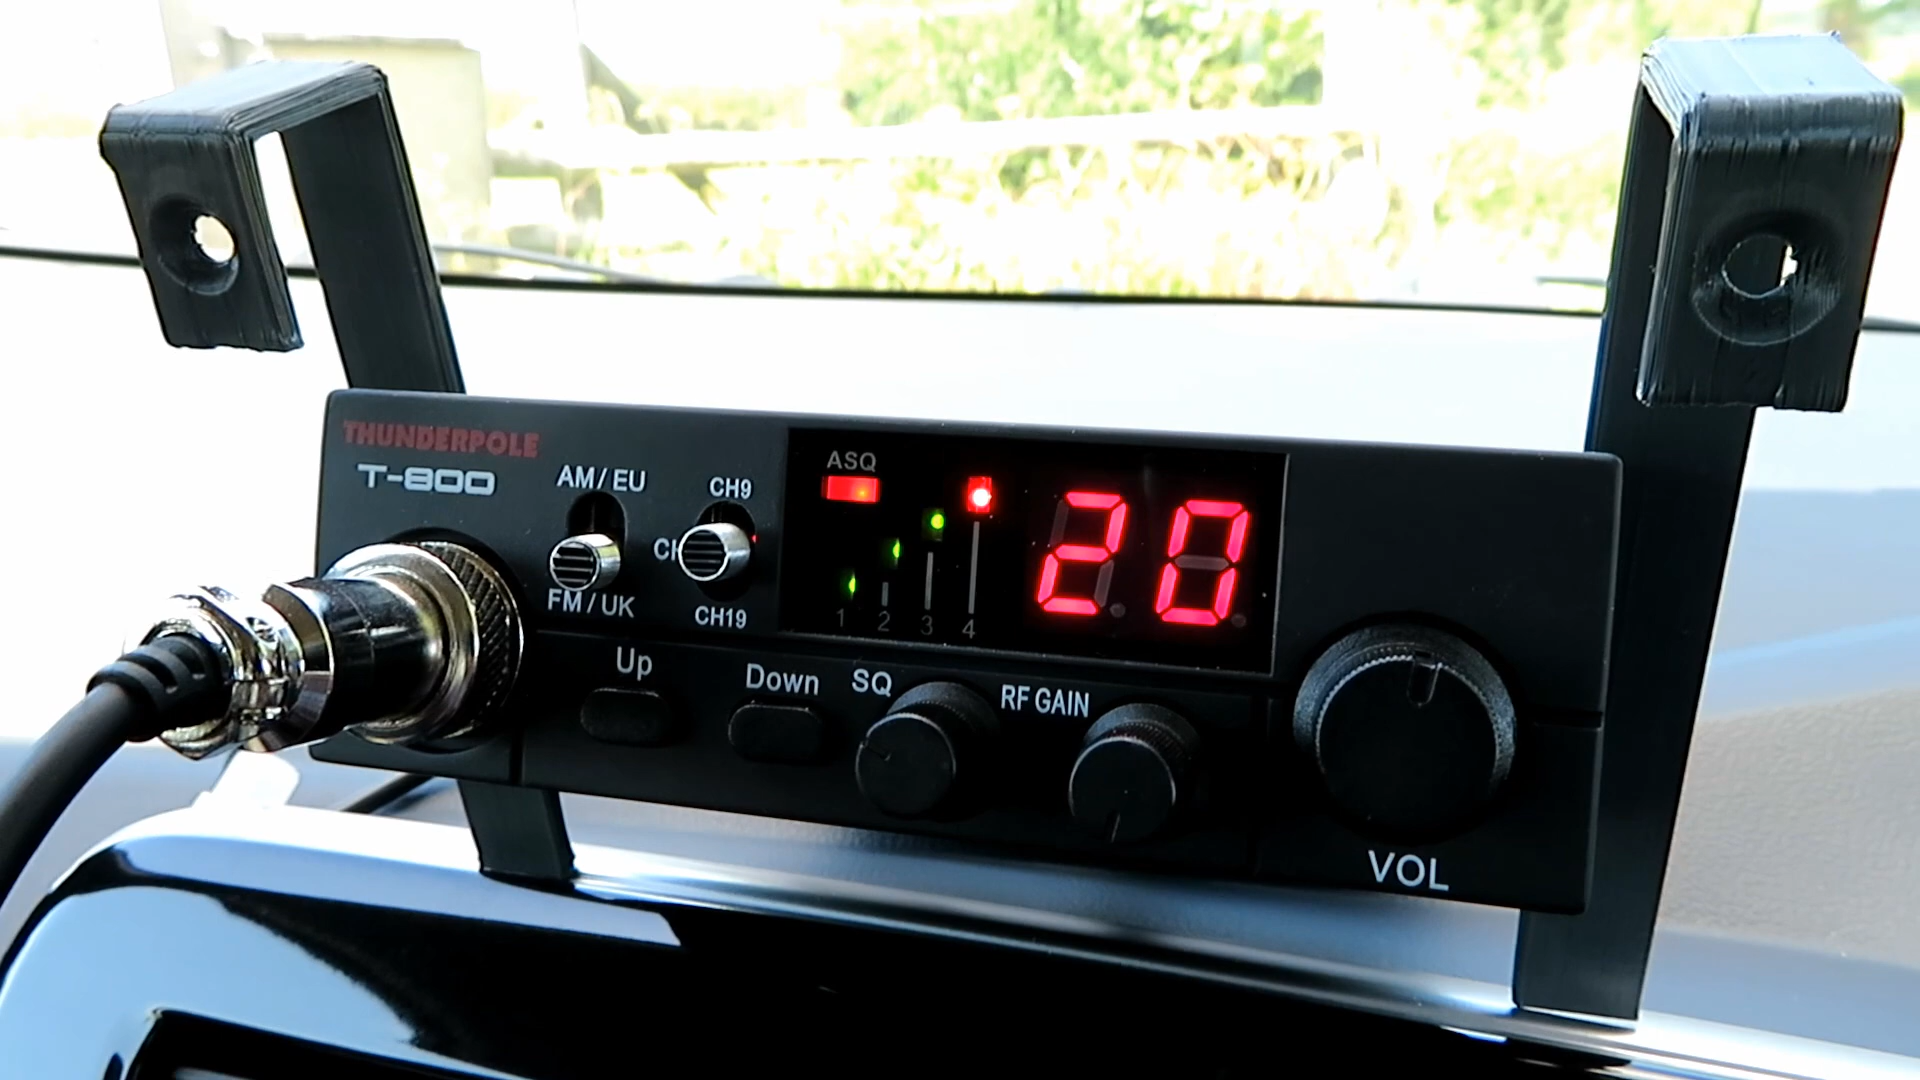 THUNDERPOLE
T-800
AM / EU
FM / UK
CH9
CH19
ASQ
1 2 3 4
20
Up
Down
SQ
RF GAIN
VOL